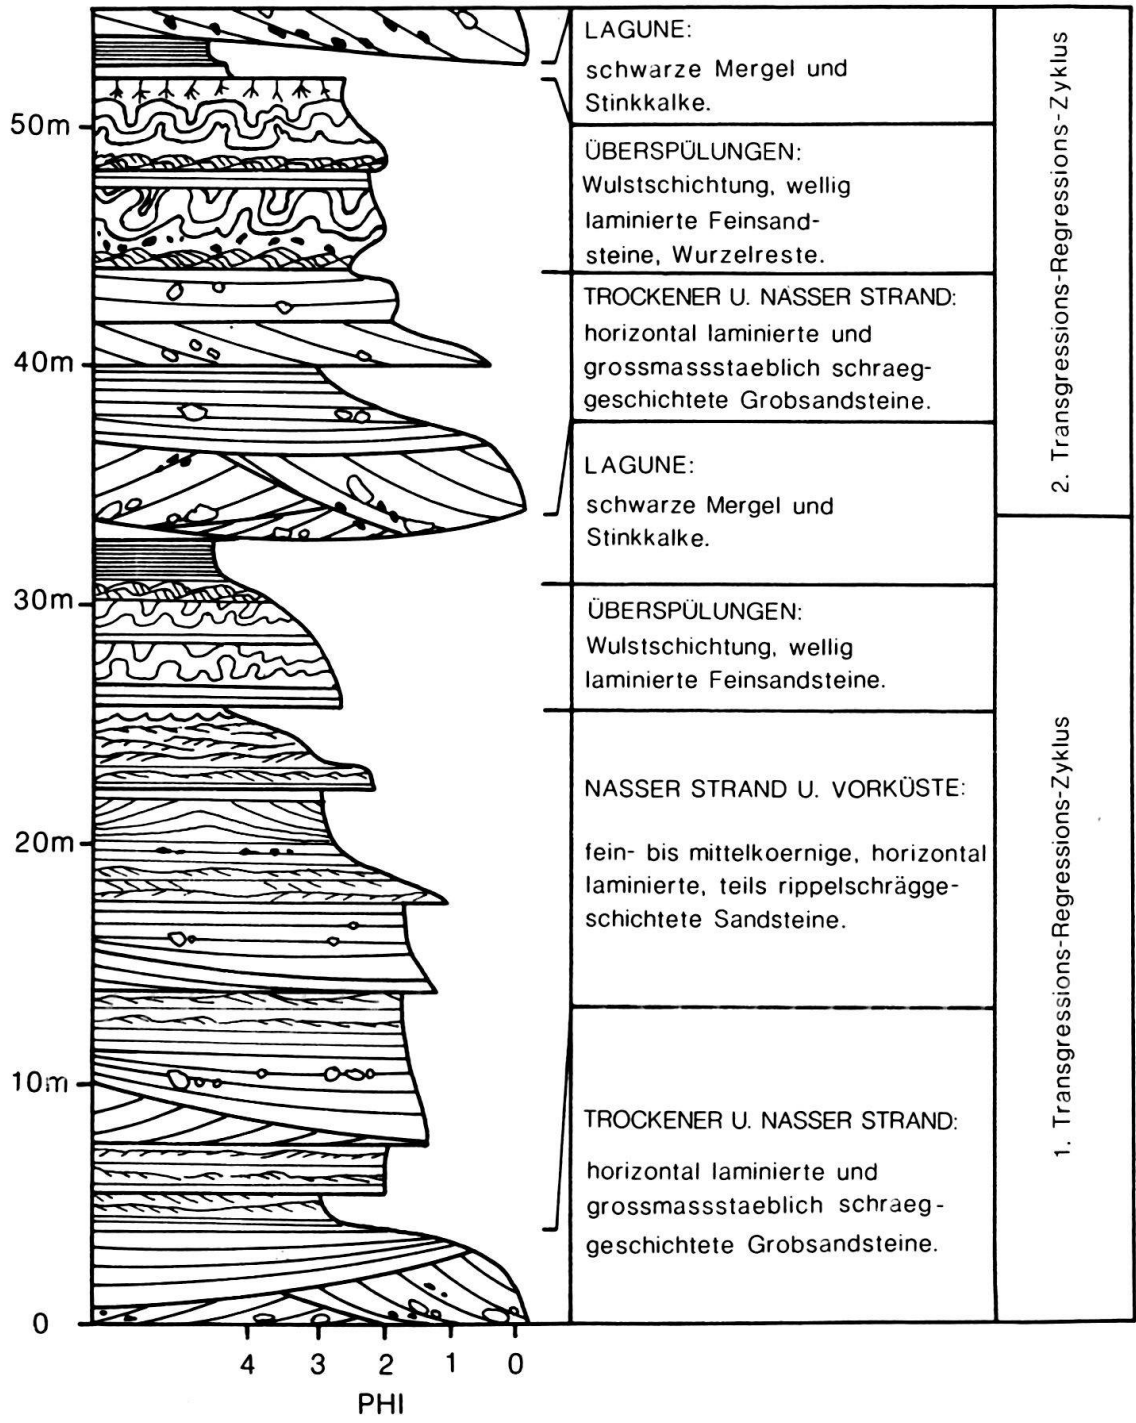 50m
40m
30m
20m
10m
0
4 3 2 1 0
PHI
LAGUNE:
schwarze Mergel und
Stinkkalke.
ÜBERSPÜLUNGEN:
Wulstschichtung, wellig
laminierte Feinsand-
steine, Wurzelreste.
TROCKENER U. NASSER STRAND:
horizontal laminierte und
grossmassstaeblich schraeg-
geschichtete Grobsandsteine.
LAGUNE:
schwarze Mergel und
Stinkkalke.
ÜBERSPÜLUNGEN:
Wulstschichtung, wellig
laminierte Feinsandsteine.
NASSER STRAND U. VORKÜSTE:
fein- bis mittelkoernige, horizontal
laminierte, teils rippelschrägge-
schichtete Sandsteine.
TROCKENER U. NASSER STRAND:
horizontal laminierte und
grossmassstaeblich schraeg-
geschichtete Grobsandsteine.
2. Transgressions-Regressions-Zyklus
1. Transgressions-Regressions-Zyklus